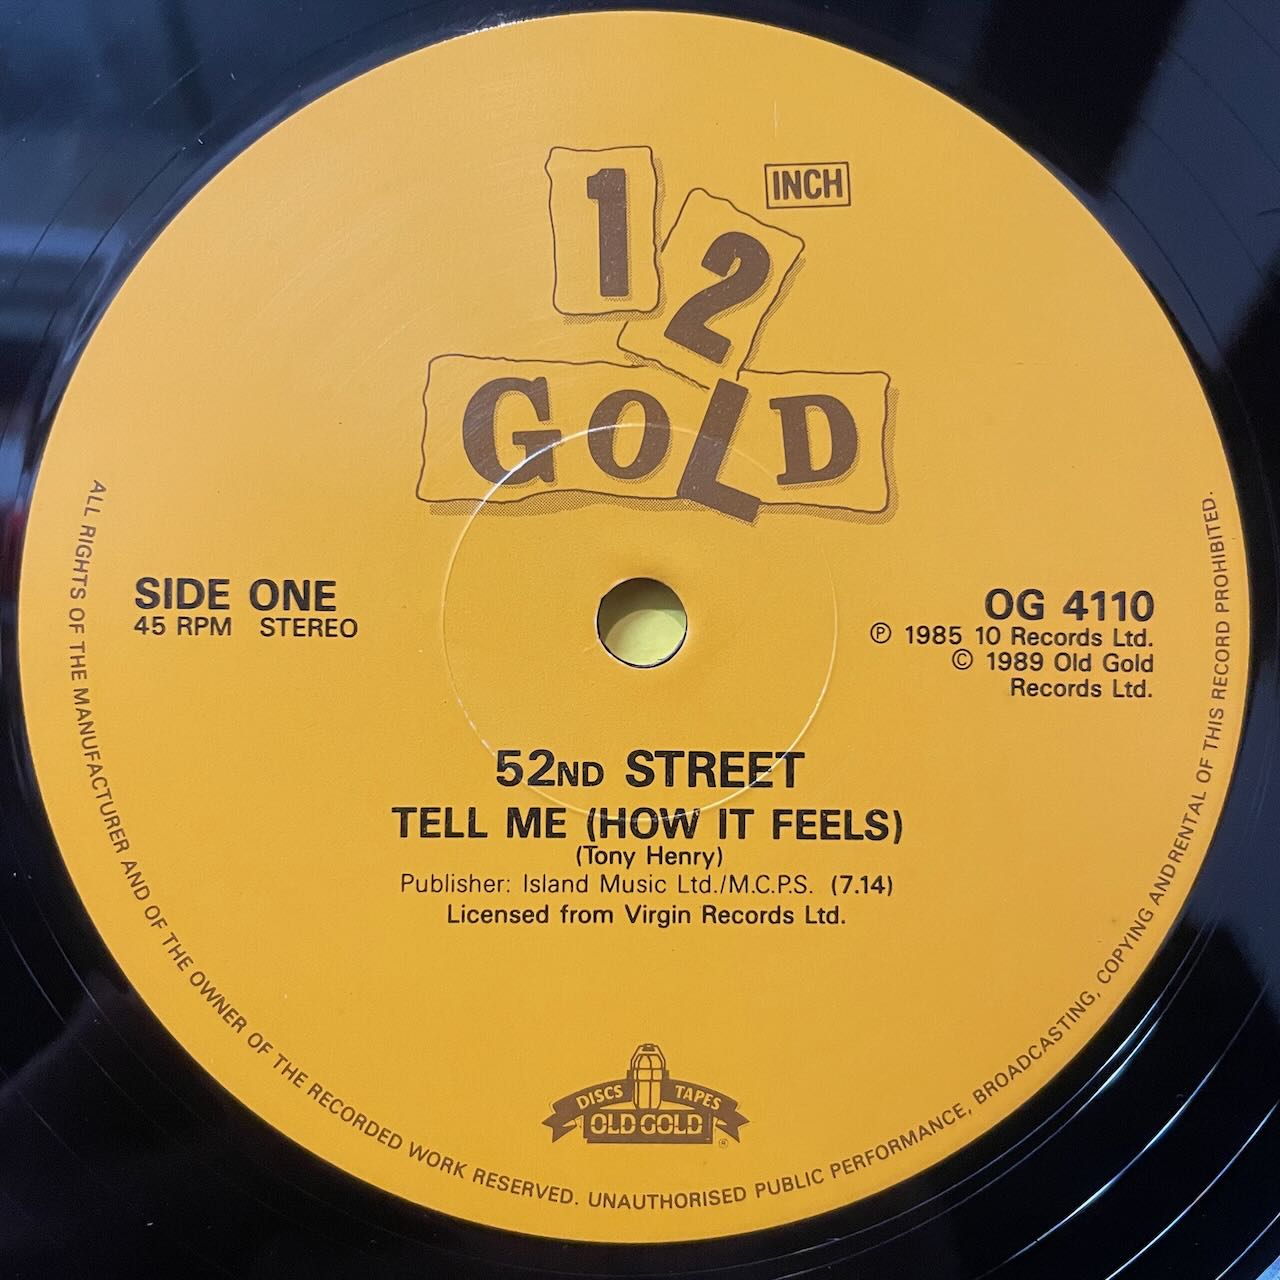 1
2
INCH
GOLD
SIDE ONE
45 RPM STEREO
OG 4110
℗ 1985 10 Records Ltd.
© 1989 Old Gold
Records Ltd.
52ND STREET
TELL ME (HOW IT FEELS)
(Tony Henry)
Publisher: Island Music Ltd./M.C.P.S. (7.14)
Licensed from Virgin Records Ltd.
DISCS TAPES
OLD GOLD ®
ALL RIGHTS OF THE MANUFACTURER AND OF THE OWNER OF THE RECORDED WORK RESERVED. UNAUTHORISED PUBLIC PERFORMANCE, BROADCASTING, COPYING ANDRENTAL OF THIS RECORD PROHIBITED.